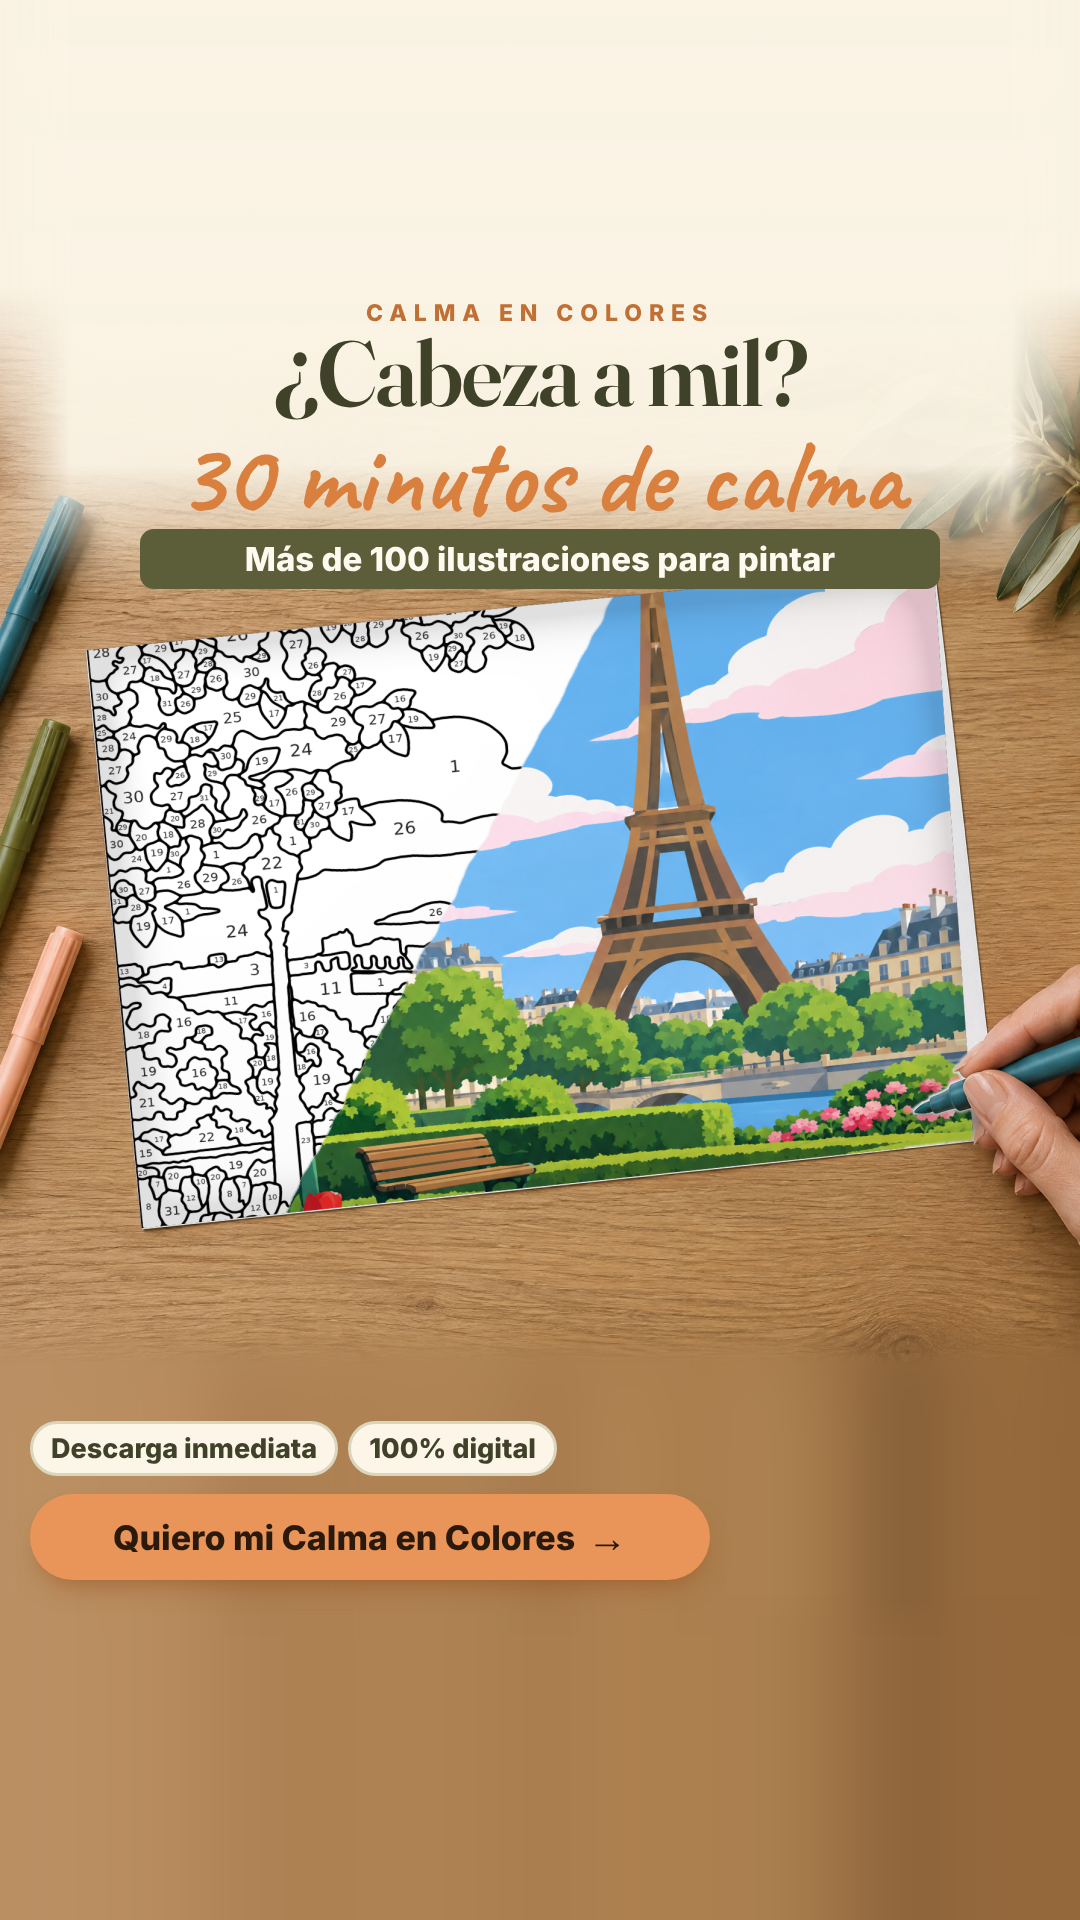 CALMA EN COLORES
¿Cabeza a mil?
30 minutos de calma
Más de 100 ilustraciones para pintar
Descarga inmediata
100% digital
Quiero mi Calma en Colores →